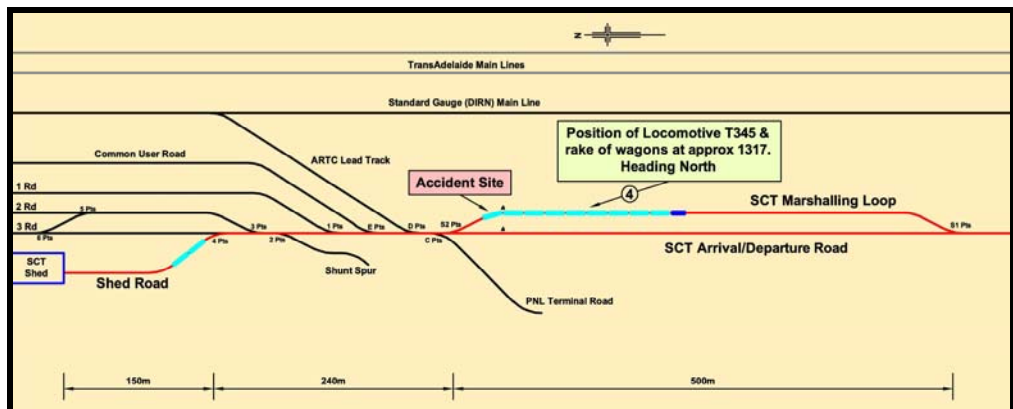 N
TransAdelaide Main Lines
Standard Gauge (DIRN) Main Line
Position of Locomotive T345 &
rake of wagons at approx 1317.
Heading North
Common User Road
ARTC Lead Track
Accident Site
4
1 Rd
2 Rd
5 Pts
SCT Marshalling Loop
3 Rd
6 Pts
4 Pts
3 Pts
2 Pts
1 Pts
E Pts
D Pts
C Pts
S2 Pts
S1 Pts
SCT Arrival/Departure Road
SCT
Shed
Shed Road
Shunt Spur
PNL Terminal Road
150m
240m
500m